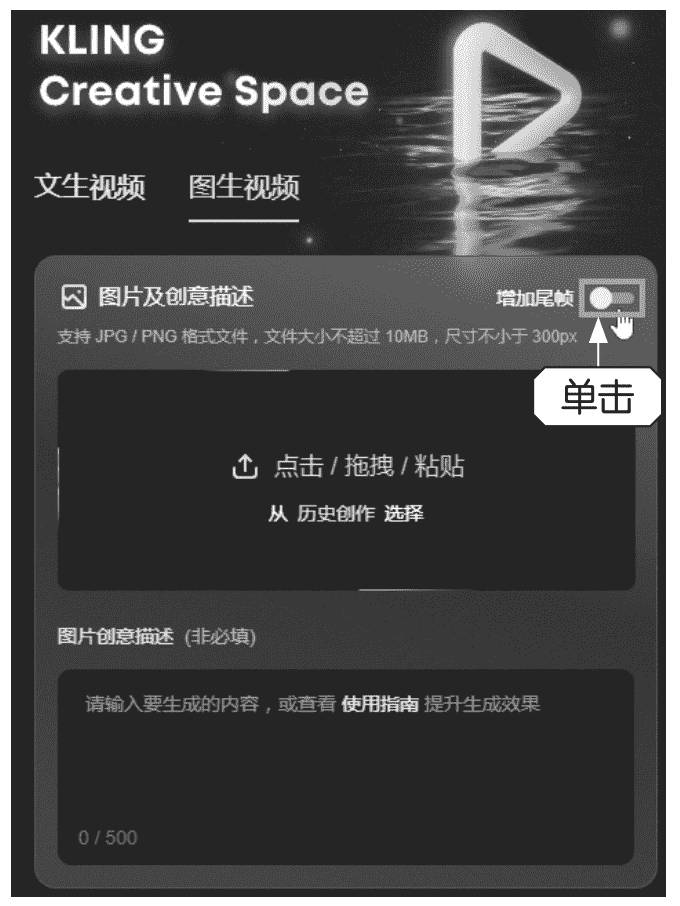 KLING
Creative Space
文生视频 图生视频
图片及创意描述 增加尾帧
支持 JPG / PNG 格式文件，文件大小不超过 10MB，尺寸不小于 300px
单击
点击 / 拖拽 / 粘贴
从 历史创作 选择
图片创意描述 (非必填)
请输入要生成的内容，或查看 使用指南 提升生成效果
0 / 500